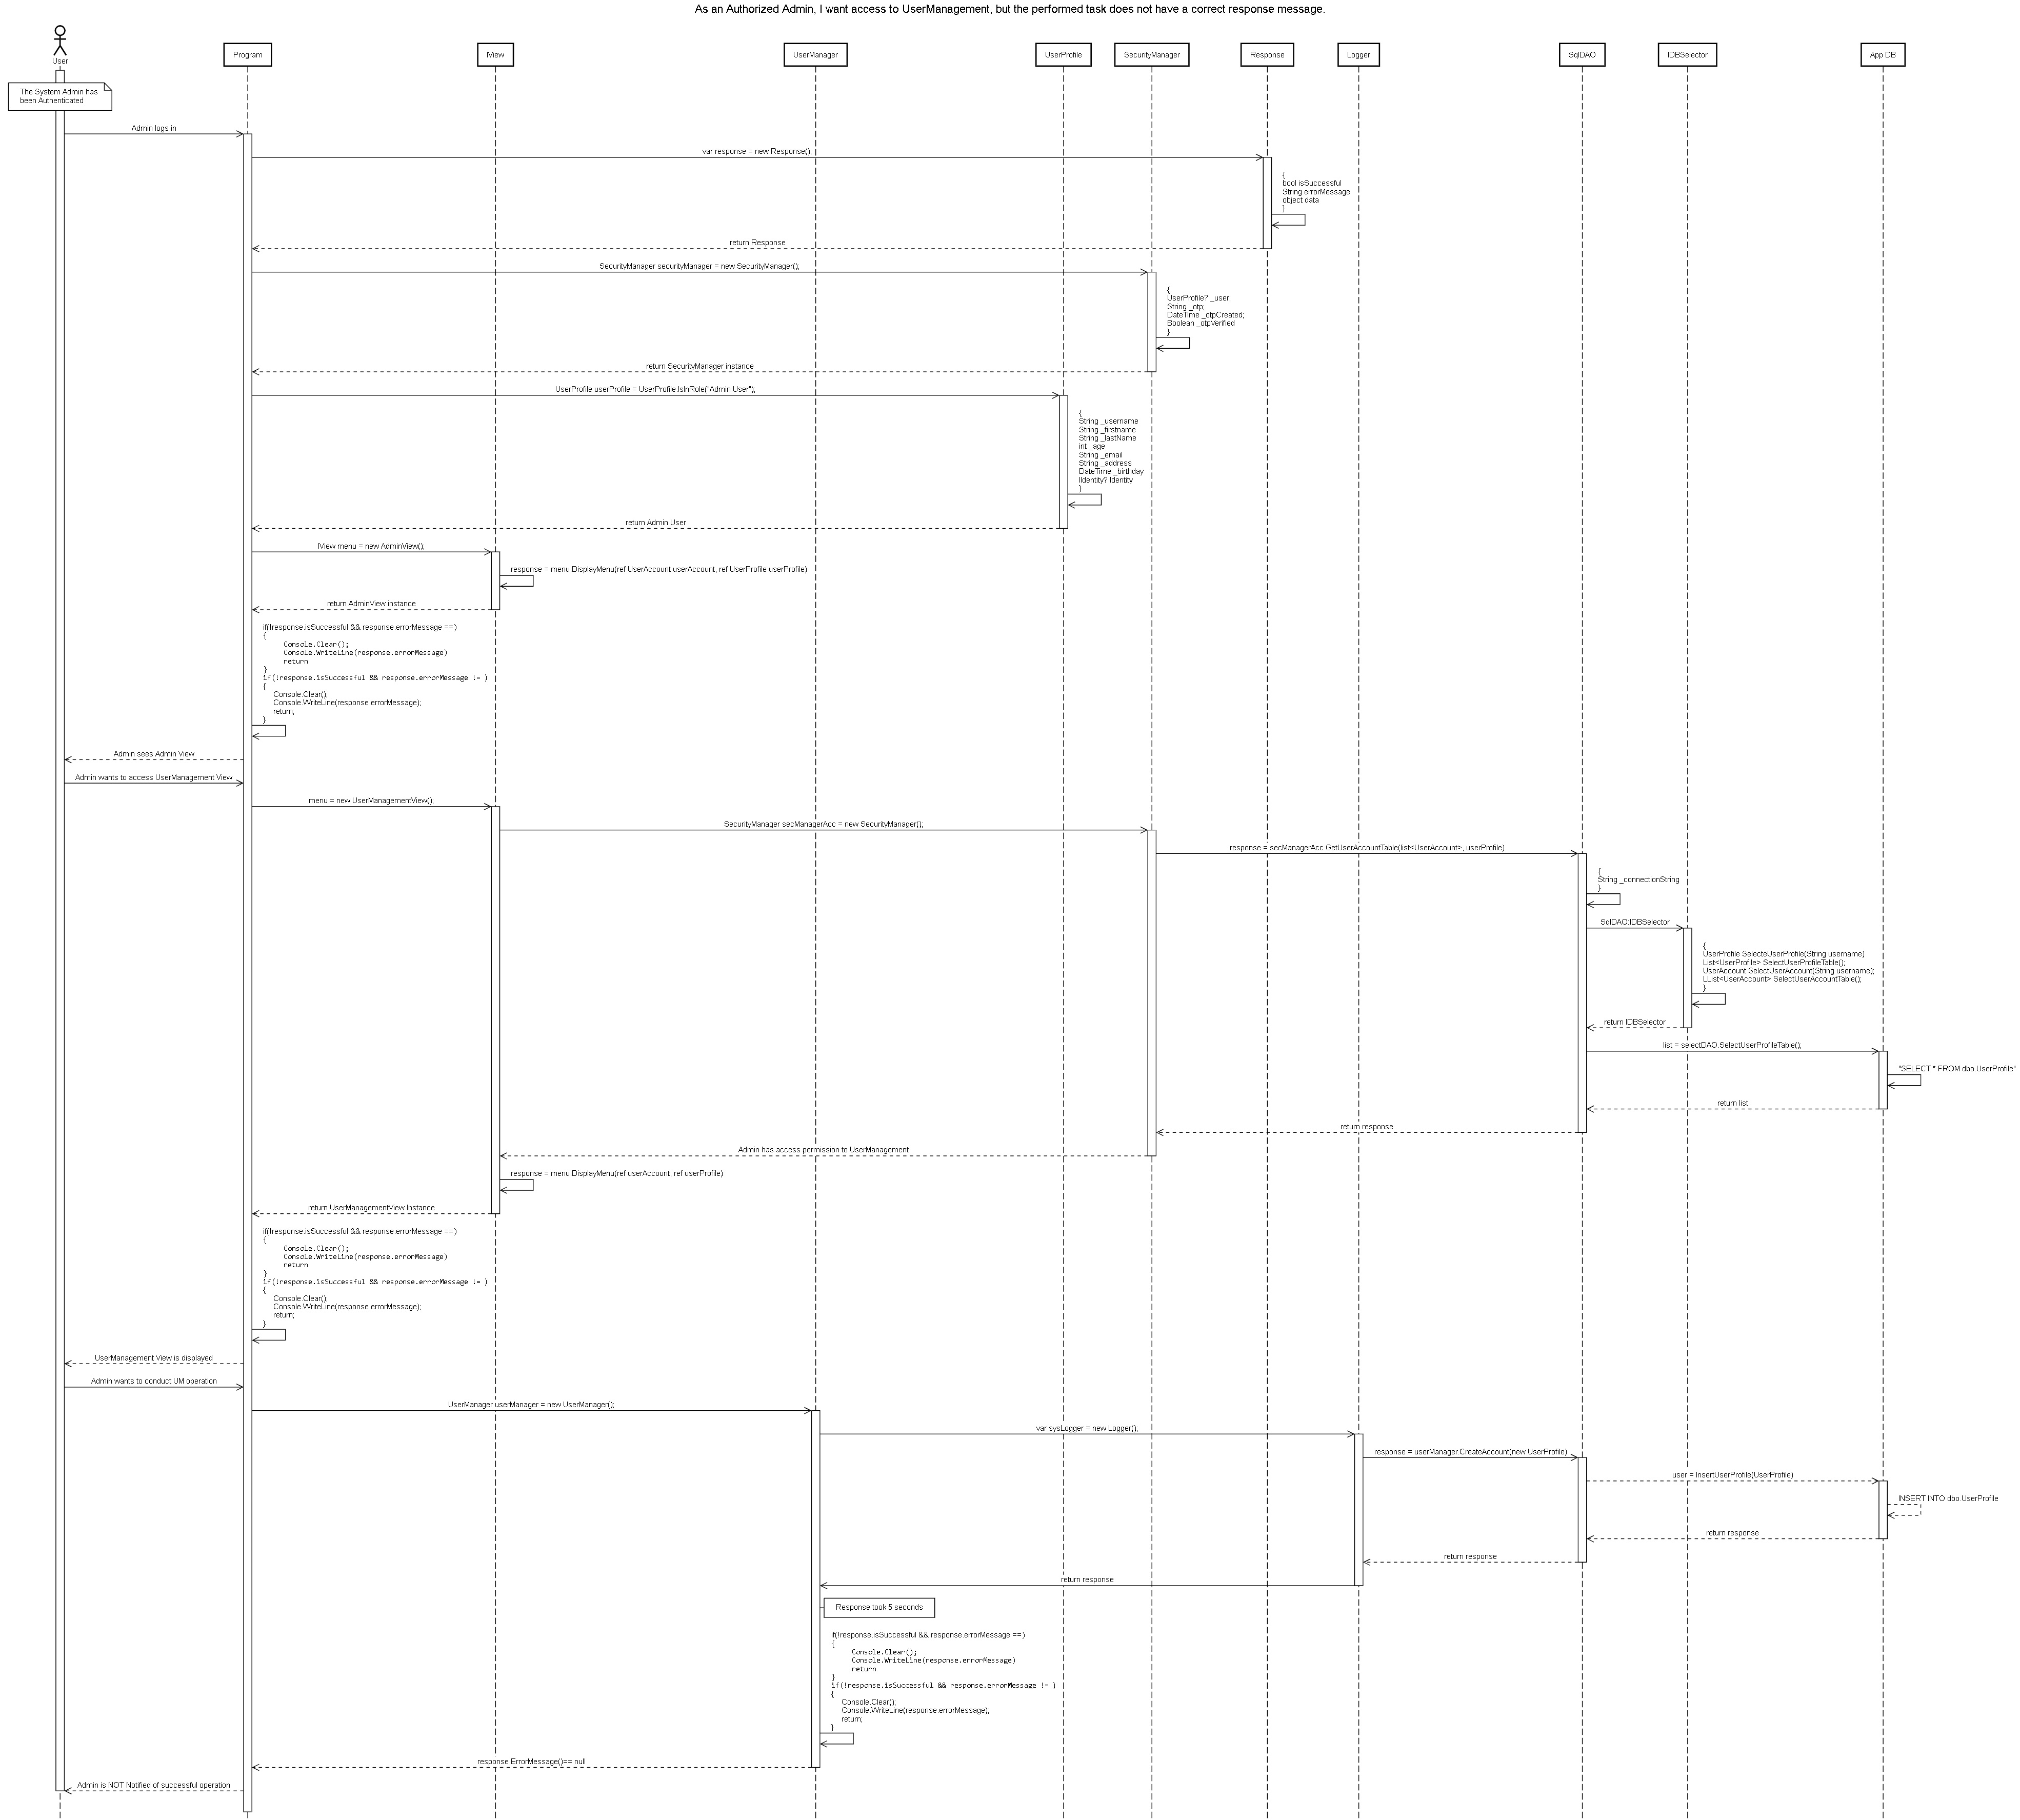 As an Authorized Admin, I want access to UserManagement, but the performed task does not have a correct response message.
User
Program
IView
UserManager
UserProfile
SecurityManager
Response
Logger
SqlDAO
IDBSelector
App DB
The System Admin has
been Authenticated
Admin logs in
var response = new Response();
{
bool isSuccessful
String errorMessage
object data
}
return Response
SecurityManager securityManager = new SecurityManager();
{
UserProfile? _user;
String _otp;
DateTime _otpCreated;
Boolean _otpVerified
}
return SecurityManager instance
UserProfile userProfile = UserProfile.IsInRole("Admin User");
{
String _username
String _firstname
String _lastName
int _age
String _email
String _address
DateTime _birthday
IIdentity? Identity
}
return Admin User
IView menu = new AdminView();
response = menu.DisplayMenu(ref UserAccount userAccount, ref UserProfile userProfile)
return AdminView instance
if(!response.isSuccessful && response.errorMessage ==)
{
Console.Clear();
Console.WriteLine(response.errorMessage)
return
}
if(!response.isSuccessful && response.errorMessage != )
{
Console.Clear();
Console.WriteLine(response.errorMessage);
return;
}
Admin sees Admin View
Admin wants to access UserManagement View
menu = new UserManagementView();
SecurityManager secManagerAcc = new SecurityManager();
response = secManagerAcc.GetUserAccountTable(list<UserAccount>, userProfile)
{
String _connectionString
}
SqlDAO:IDBSelector
{
UserProfile SelecteUserProfile(String username)
List<UserProfile> SelectUserProfileTable();
UserAccount SelectUserAccount(String username);
LList<UserAccount> SelectUserAccountTable();
}
return IDBSelector
list = selectDAO.SelectUserProfileTable();
"SELECT * FROM dbo.UserProfile"
return list
return response
Admin has access permission to UserManagement
response = menu.DisplayMenu(ref userAccount, ref userProfile)
return UserManagementView Instance
if(!response.isSuccessful && response.errorMessage ==)
{
Console.Clear();
Console.WriteLine(response.errorMessage)
return
}
if(!response.isSuccessful && response.errorMessage != )
{
Console.Clear();
Console.WriteLine(response.errorMessage);
return;
}
UserManagement View is displayed
Admin wants to conduct UM operation
UserManager userManager = new UserManager();
var sysLogger = new Logger();
response = userManager.CreateAccount(new UserProfile)
user = InsertUserProfile(UserProfile)
INSERT INTO dbo.UserProfile
return response
return response
return response
Response took 5 seconds
if(!response.isSuccessful && response.errorMessage ==)
{
Console.Clear();
Console.WriteLine(response.errorMessage)
return
}
if(!response.isSuccessful && response.errorMessage != )
{
Console.Clear();
Console.WriteLine(response.errorMessage);
return;
}
response.ErrorMessage()== null
Admin is NOT Notified of successful operation